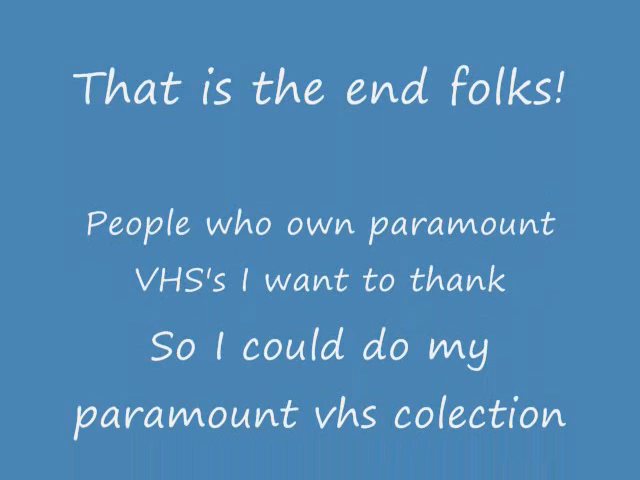 That is the end folks!
People who own paramount
VHS's I want to thank
So I could do my
paramount vhs colection